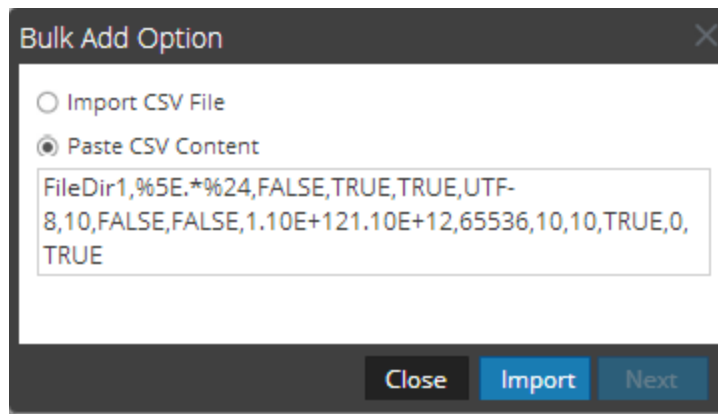 Bulk Add Option
Import CSV File
Paste CSV Content
FileDir1,%5E.*%24,FALSE,TRUE,TRUE,UTF-
8,10,FALSE,FALSE,1.10E+121.10E+12,65536,10,10,TRUE,0,
TRUE
Close Import Next